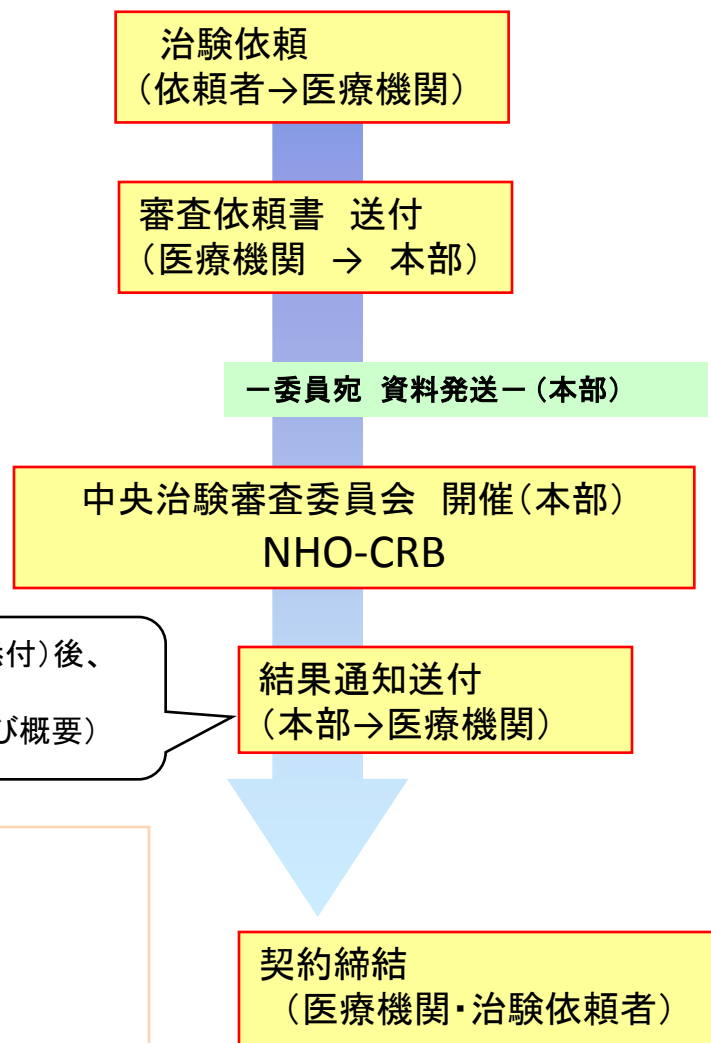 治験依頼
（依頼者→医療機関）
審査依頼書 送付
（医療機関 → 本部）
－委員宛 資料発送－（本部）
中央治験審査委員会 開催（本部）
NHO-CRB
付）後、
び概要）
結果通知送付
（本部→医療機関）
契約締結
（医療機関・治験依頼者）